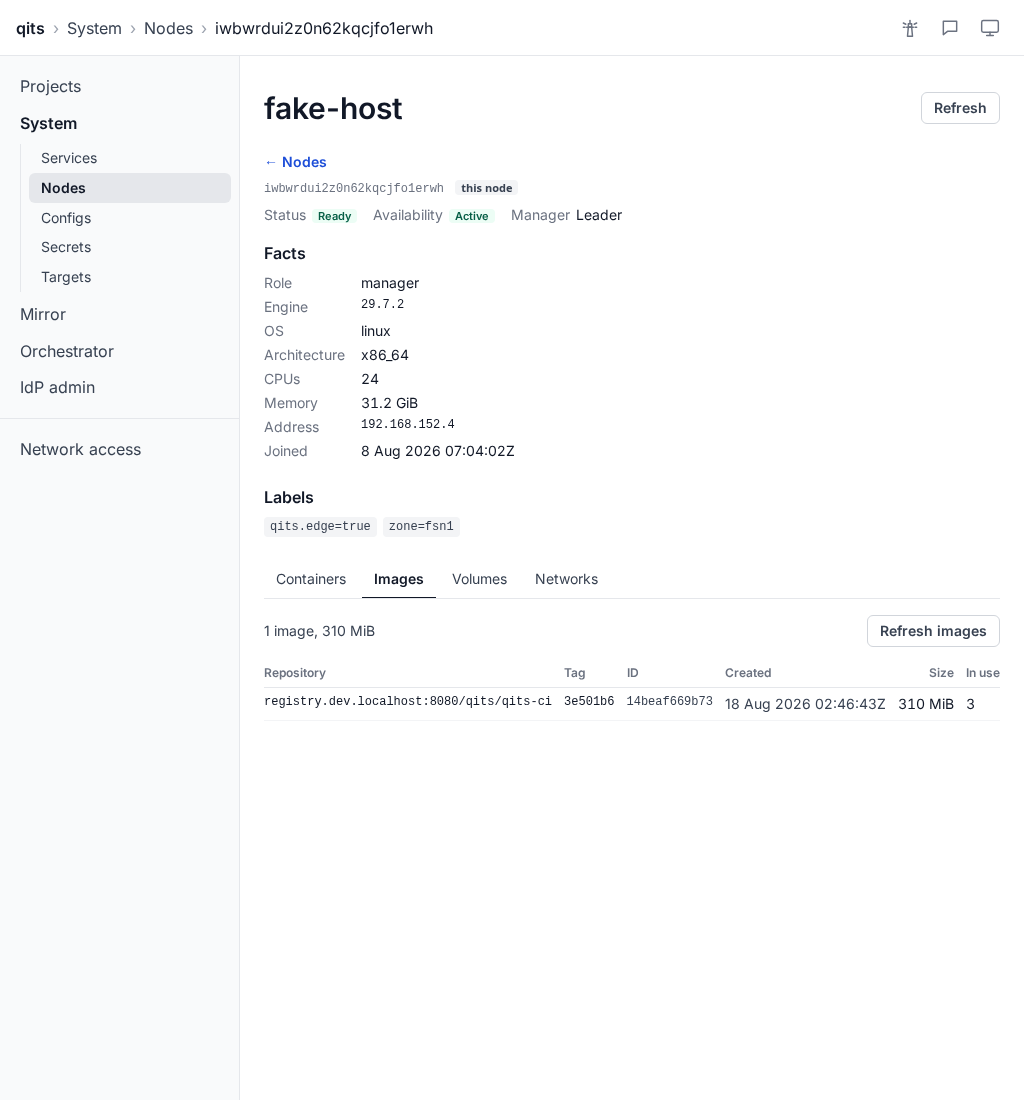 qits › System › Nodes › iwbwrdui2z0n62kqcjfo1erwh
Projects
System
Services
Nodes
Configs
Secrets
Targets
Mirror
Orchestrator
IdP admin
Network access
fake-host
Refresh
← Nodes
iwbwrdui2z0n62kqcjfo1erwh this node
Status Ready Availability Active Manager Leader
Facts
Role manager
Engine 29.7.2
OS linux
Architecture x86_64
CPUs 24
Memory 31.2 GiB
Address 192.168.152.4
Joined 8 Aug 2026 07:04:02Z
Labels
qits.edge=true zone=fsn1
Containers Images Volumes Networks
1 image, 310 MiB Refresh images
Repository Tag ID Created Size In use
registry.dev.localhost:8080/qits/qits-ci 3e501b6 14beaf669b73 18 Aug 2026 02:46:43Z 310 MiB 3